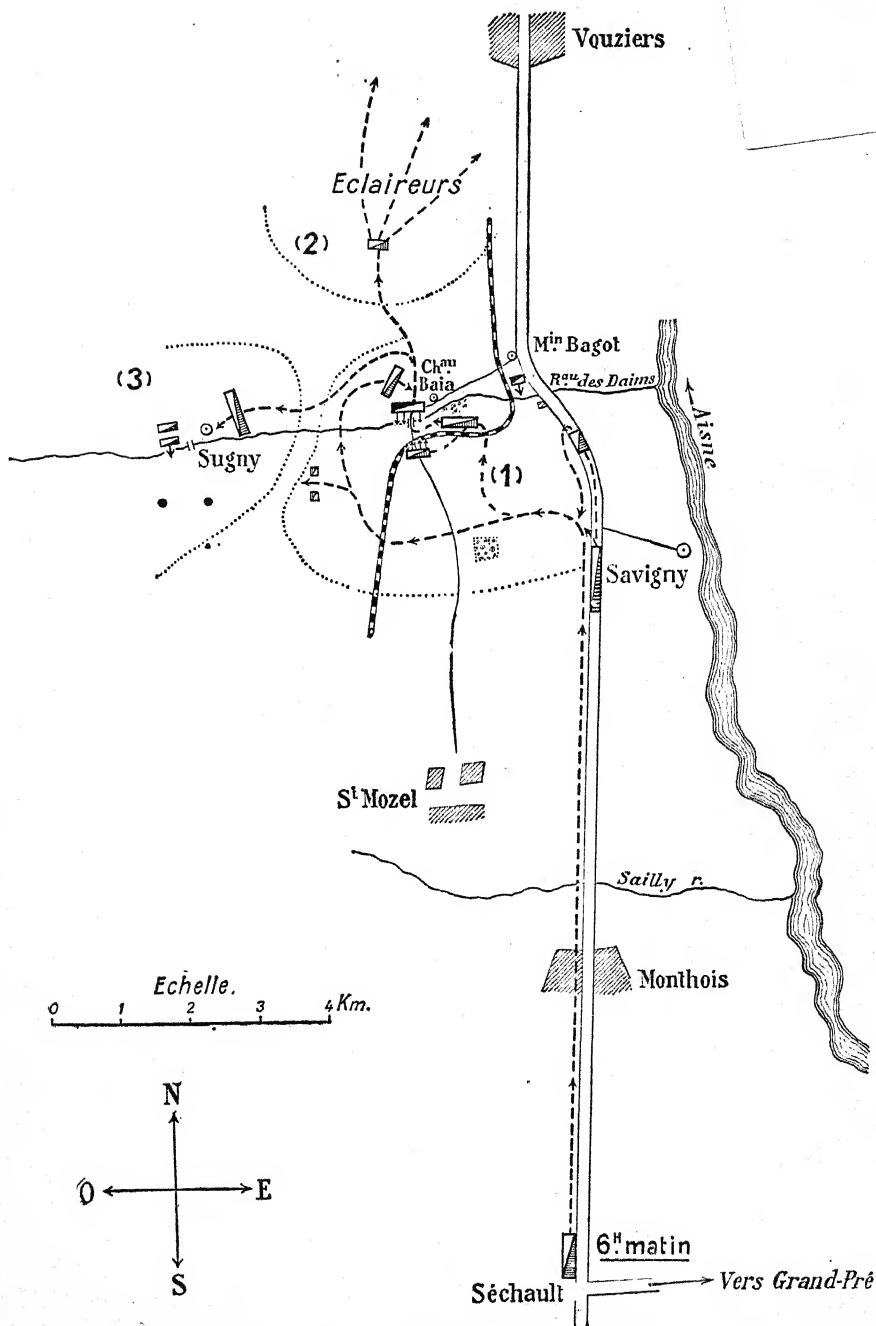 Vouziers
Eclaireurs
(2)
Min Bagot
(3)
Chau
Baia
Rau des Daims
Aisne
Sugny
(1)
Savigny
St Mozel
Sailly r.
Echelle.
Monthois
0 1 2 3 4 Km.
N
O E
S
6H. matin
Séchault
Vers Grand-Pré